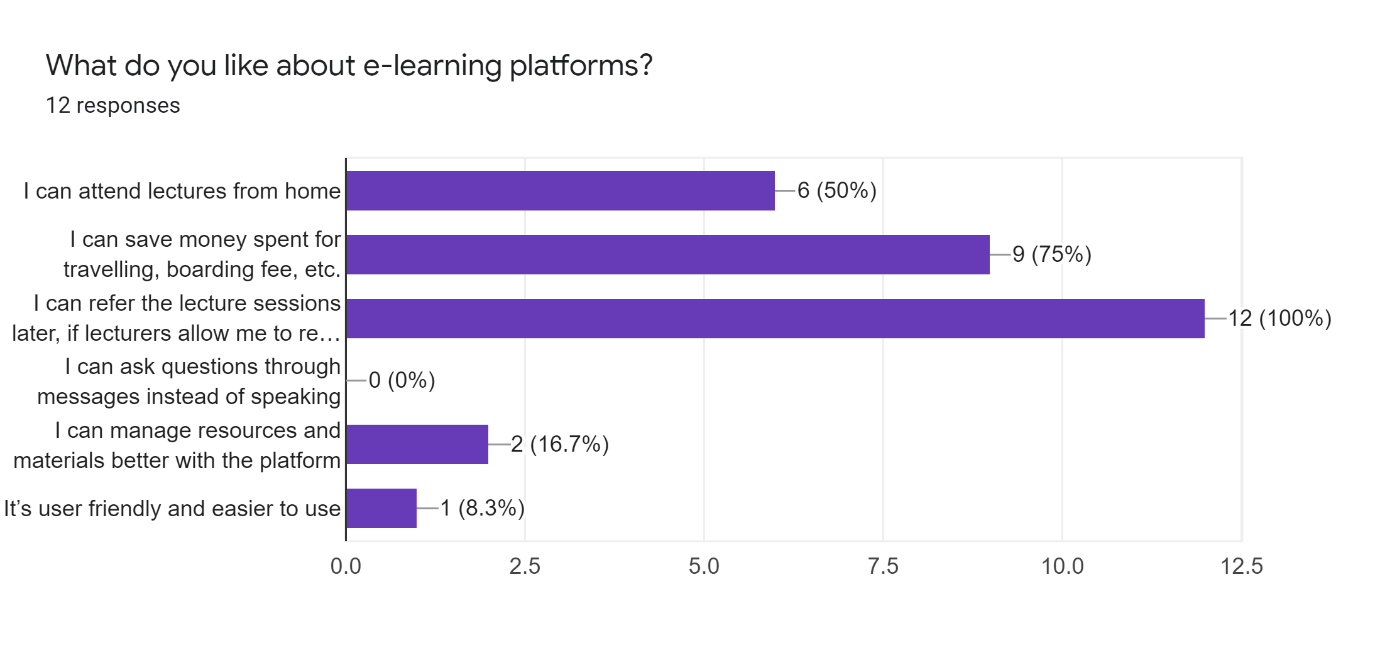 What do you like about e-learning platforms?
12 responses
I can attend lectures from home
6 (50%)
I can save money spent for
travelling, boarding fee, etc.
9 (75%)
I can refer the lecture sessions
later, if lecturers allow me to re…
12 (100%)
I can ask questions through
messages instead of speaking
0 (0%)
I can manage resources and
materials better with the platform
2 (16.7%)
It’s user friendly and easier to use
1 (8.3%)
0.0 2.5 5.0 7.5 10.0 12.5